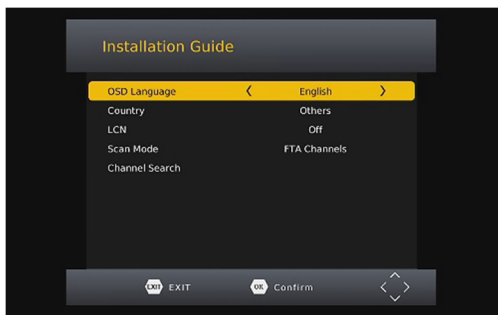 Installation Guide
OSD Language English
Country Others
LCN Off
Scan Mode FTA Channels
Channel Search
EXIT EXIT OK Confirm